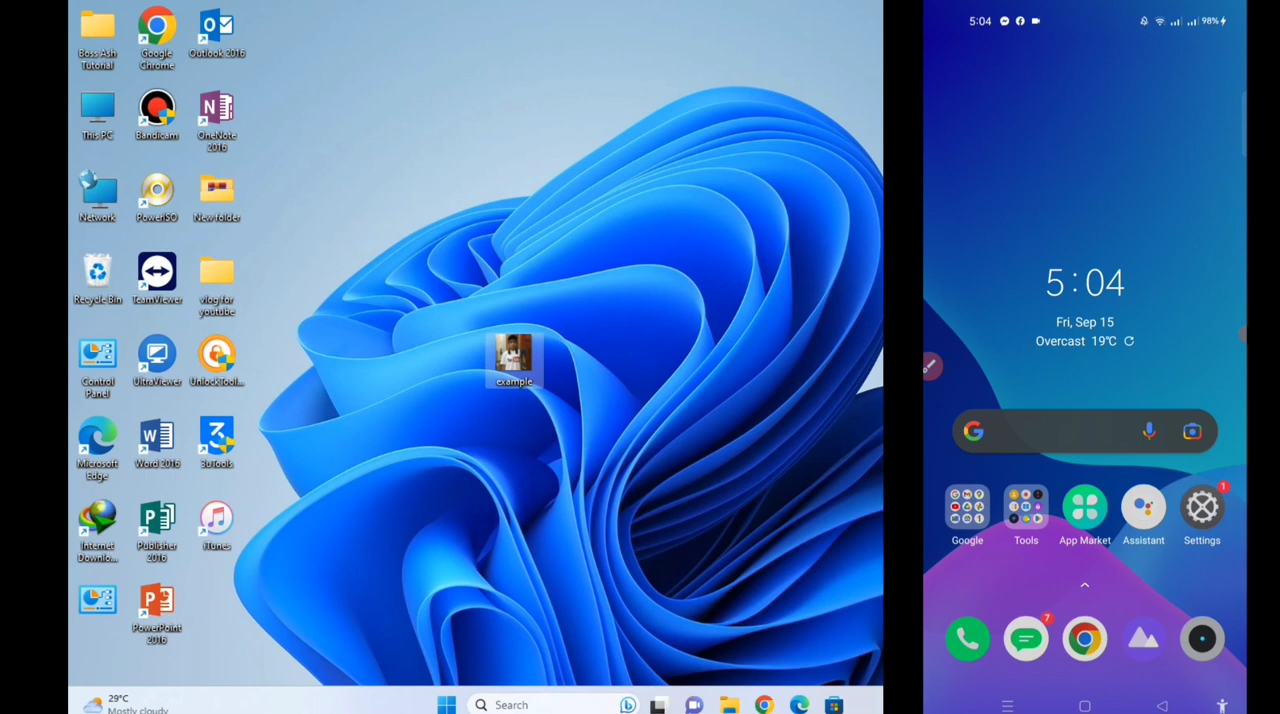 Boss Ash
Tutorial
Google
Chrome
Outlook 2016
This PC
Bandicam
OneNote
2016
Network
PowerISO
New folder
Recycle Bin
TeamViewer
vlog for
youtube
Control
Panel
UltraViewer
UnlockTool...
Microsoft
Edge
Word 2016
3uTools
Internet
Downlo...
Publisher
2016
iTunes
PowerPoint
2016
example
29°C
Mostly cloudy
Search
5:04
98%
5:04
Fri, Sep 15
Overcast 19℃
Google
Tools
App Market
Assistant
1
Settings
7